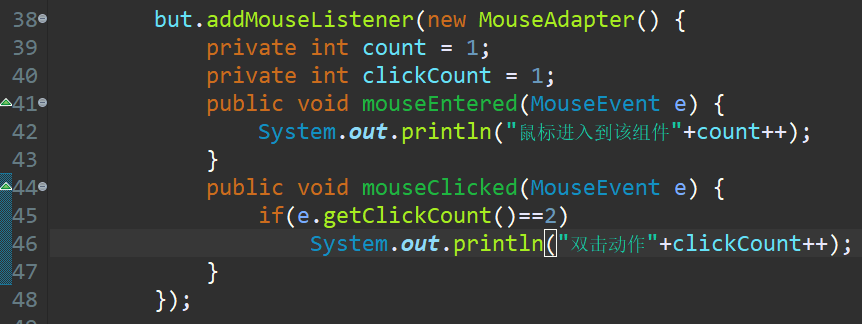 38 but.addMouseListener(new MouseAdapter() {
39 private int count = 1;
40 private int clickCount = 1;
41 public void mouseEntered(MouseEvent e) {
42 System.out.println("鼠标进入到该组件"+count++);
43 }
44 public void mouseClicked(MouseEvent e) {
45 if(e.getClickCount()==2)
46 System.out.println("双击动作"+clickCount++);
47 }
48 });